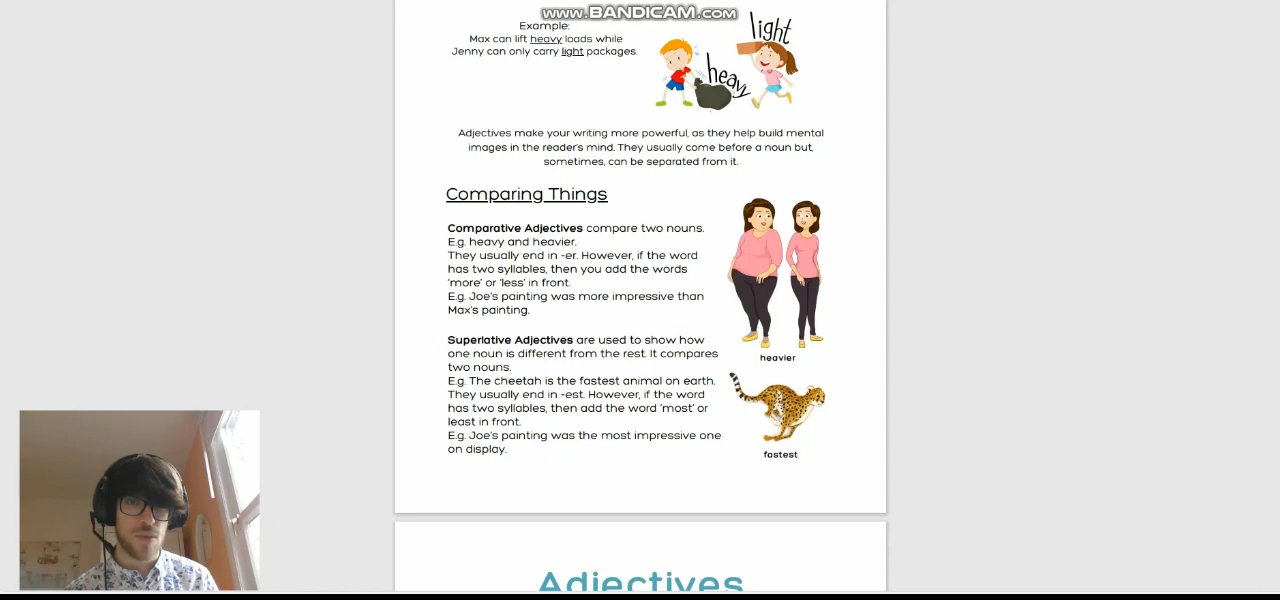 www.BANDICAM.com
Example:
Max can lift heavy loads while
Jenny can only carry light packages.
light
heavy
Adjectives make your writing more powerful, as they help build mental
images in the reader's mind. They usually come before a noun but,
sometimes, can be separated from it.
Comparing Things
Comparative Adjectives compare two nouns.
E.g. heavy and heavier.
They usually end in -er. However, if the word
has two syllables, then you add the words
'more' or 'less' in front.
E.g. Joe's painting was more impressive than
Max's painting.
heavier
Superlative Adjectives are used to show how
one noun is different from the rest. It compares
two nouns.
E.g. The cheetah is the fastest animal on earth.
They usually end in -est. However, if the word
has two syllables, then add the word 'most' or
least in front.
E.g. Joe's painting was the most impressive one
on display.
fastest
Adjectives